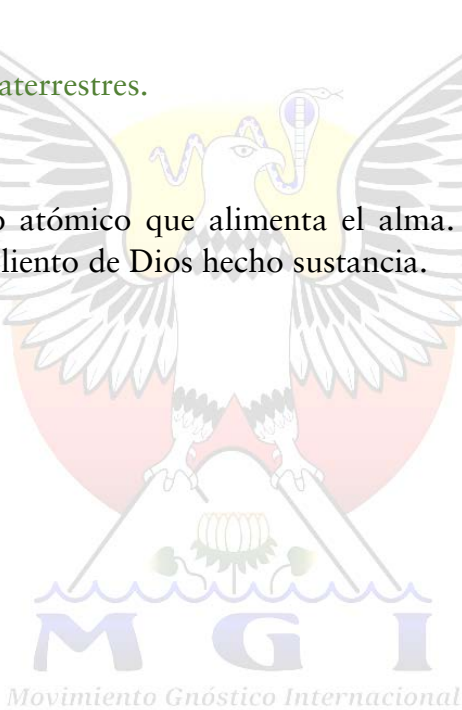 aterrestres.
o atómico que alimenta el alma.
liento de Dios hecho sustancia.
M G I
Movimiento Gnóstico Internacional